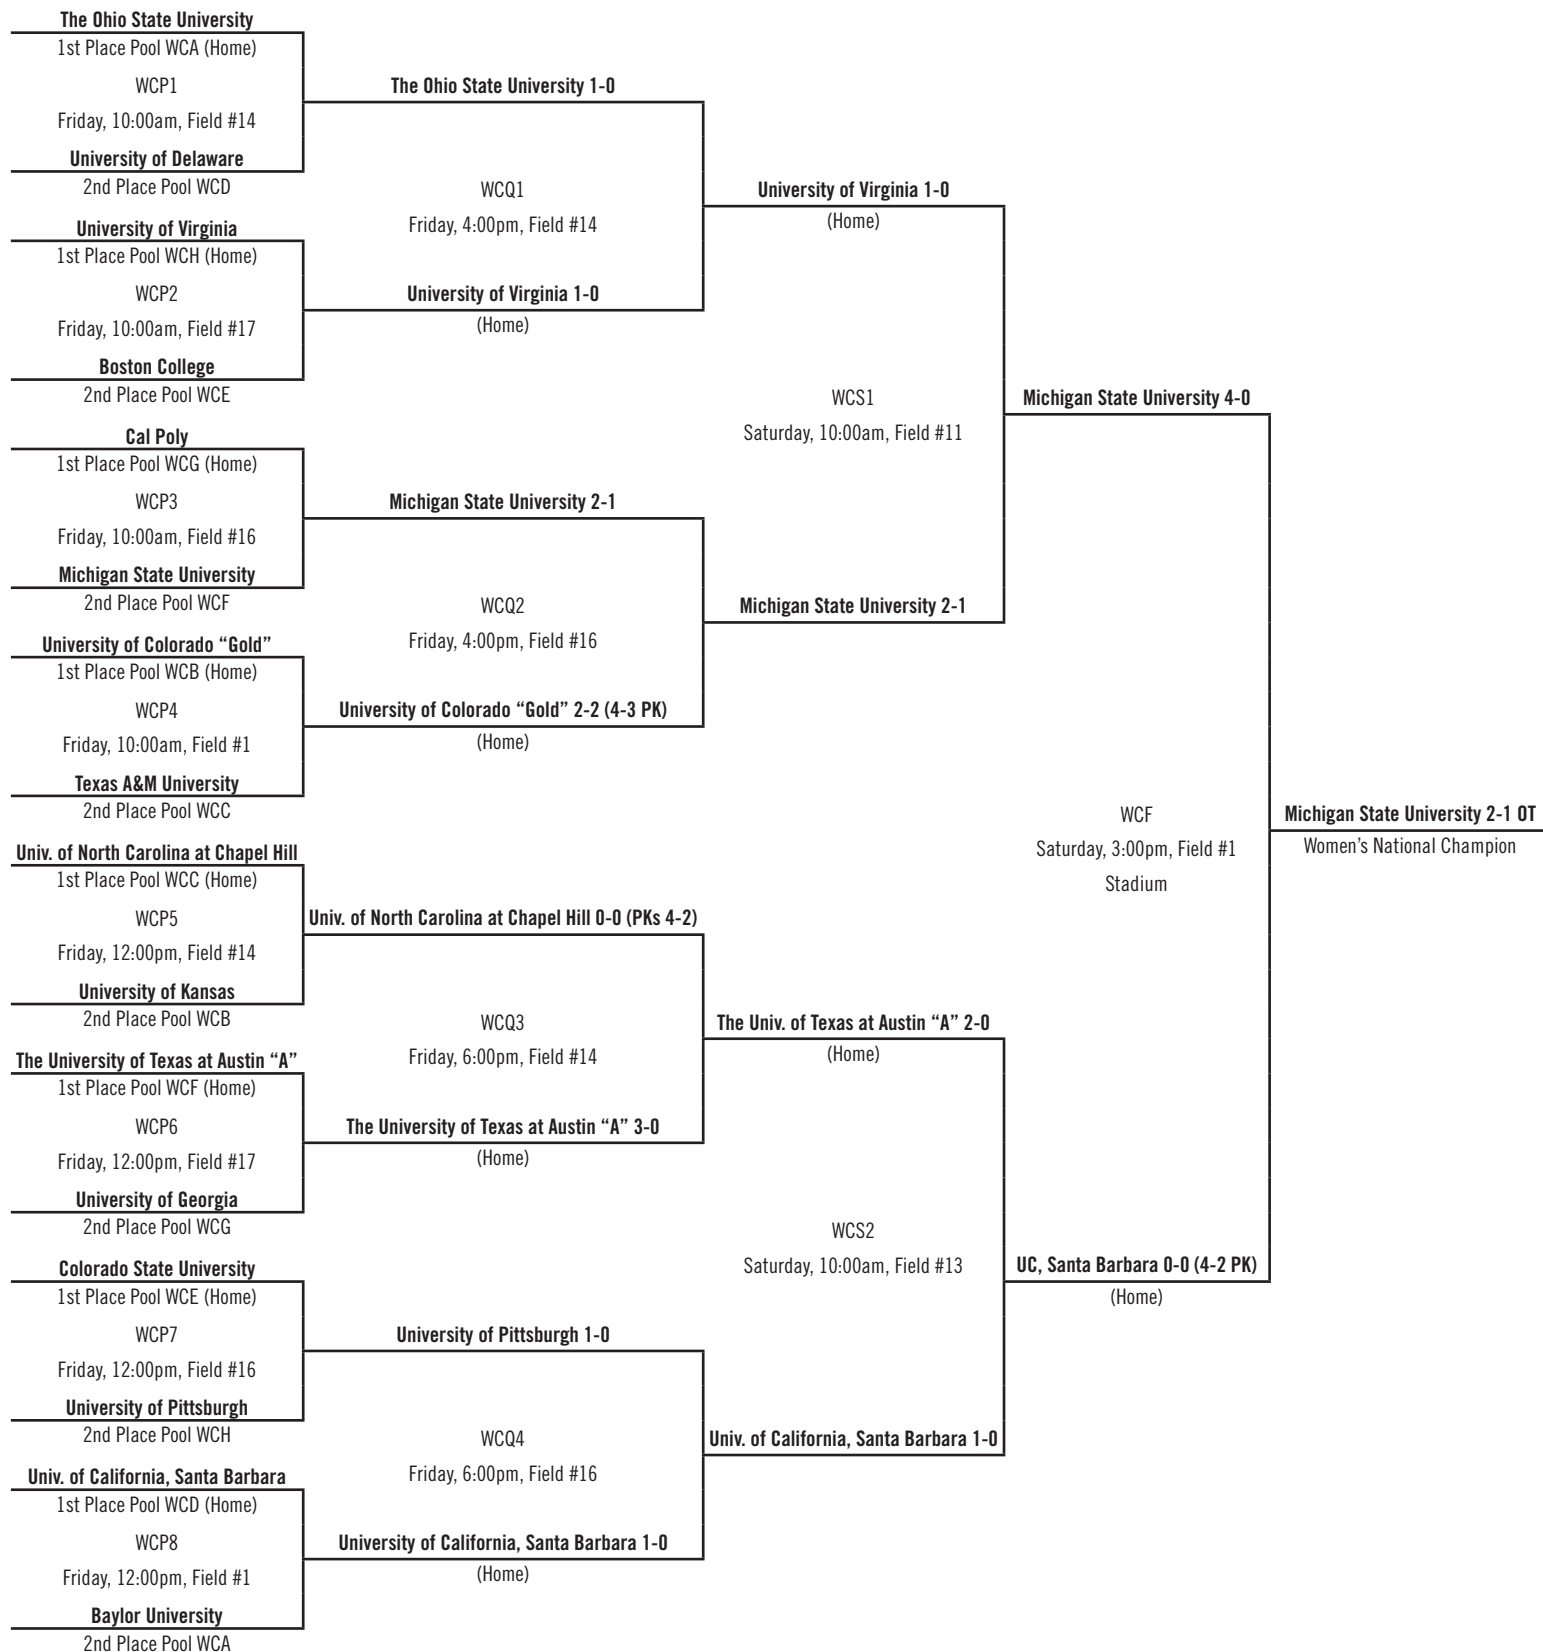 The Ohio State University
1st Place Pool WCA (Home)
WCP1
Friday, 10:00am, Field #14
University of Delaware
2nd Place Pool WCD
University of Virginia
1st Place Pool WCH (Home)
WCP2
Friday, 10:00am, Field #17
Boston College
2nd Place Pool WCE
Cal Poly
1st Place Pool WCG (Home)
WCP3
Friday, 10:00am, Field #16
Michigan State University
2nd Place Pool WCF
University of Colorado “Gold”
1st Place Pool WCB (Home)
WCP4
Friday, 10:00am, Field #1
Texas A&M University
2nd Place Pool WCC
Univ. of North Carolina at Chapel Hill
1st Place Pool WCC (Home)
WCP5
Friday, 12:00pm, Field #14
University of Kansas
2nd Place Pool WCB
The University of Texas at Austin “A”
1st Place Pool WCF (Home)
WCP6
Friday, 12:00pm, Field #17
University of Georgia
2nd Place Pool WCG
Colorado State University
1st Place Pool WCE (Home)
WCP7
Friday, 12:00pm, Field #16
University of Pittsburgh
2nd Place Pool WCH
Univ. of California, Santa Barbara
1st Place Pool WCD (Home)
WCP8
Friday, 12:00pm, Field #1
Baylor University
2nd Place Pool WCA
The Ohio State University 1-0
WCQ1
Friday, 4:00pm, Field #14
University of Virginia 1-0
(Home)
Michigan State University 2-1
WCQ2
Friday, 4:00pm, Field #16
University of Colorado “Gold” 2-2 (4-3 PK)
(Home)
Univ. of North Carolina at Chapel Hill 0-0 (PKs 4-2)
WCQ3
Friday, 6:00pm, Field #14
The University of Texas at Austin “A” 3-0
(Home)
University of Pittsburgh 1-0
WCQ4
Friday, 6:00pm, Field #16
University of California, Santa Barbara 1-0
(Home)
University of Virginia 1-0
(Home)
WCS1
Saturday, 10:00am, Field #11
Michigan State University 2-1
The Univ. of Texas at Austin “A” 2-0
(Home)
WCS2
Saturday, 10:00am, Field #13
Univ. of California, Santa Barbara 1-0
Michigan State University 4-0
WCF
Saturday, 3:00pm, Field #1
Stadium
UC, Santa Barbara 0-0 (4-2 PK)
(Home)
Michigan State University 2-1 OT
Women’s National Champion